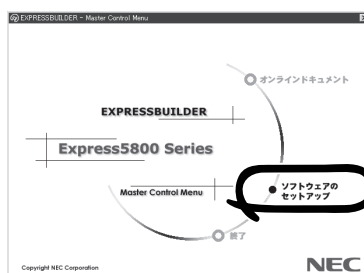 EXPRESSBUILDER - Master Control Menu
オンラインドキュメント
EXPRESSBUILDER
Express5800 Series
Master Control Menu
ソフトウェアの
セットアップ
終了
Copyright NEC Corporation
NEC